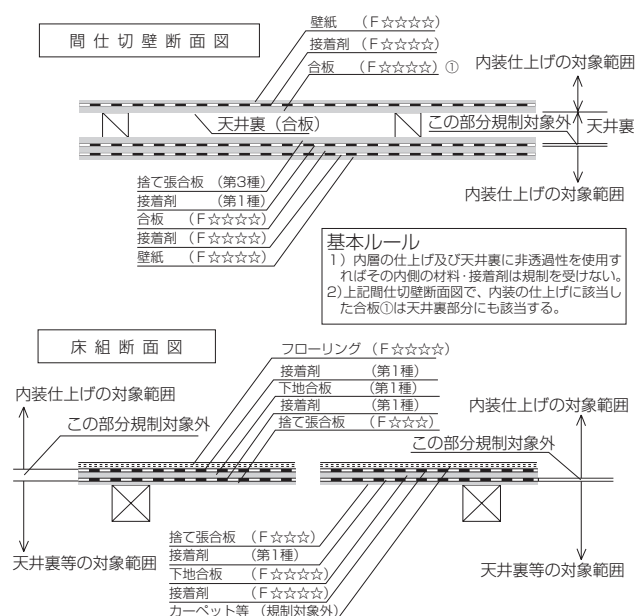 間仕切壁断面図
壁紙 (F☆☆☆☆)
接着剤 (F☆☆☆☆)
合板 (F☆☆☆☆) ①
内装仕上げの対象範囲
天井裏 (合板)
この部分規制対象外
天井裏
捨て張合板 (第3種)
接着剤 (第1種)
合板 (F☆☆☆☆)
接着剤 (F☆☆☆☆)
壁紙 (F☆☆☆☆)
内装仕上げの対象範囲
基本ルール
1) 内層の仕上げ及び天井裏に非透過性を使用す
ればその内側の材料・接着剤は規制を受けない。
2)上記間仕切壁断面図で、内装の仕上げに該当し
た合板①は天井裏部分にも該当する。
床組断面図
フローリング (F☆☆☆☆)
接着剤 (第1種)
下地合板 (第1種)
接着剤 (第1種)
捨て張合板 (F☆☆☆)
内装仕上げの対象範囲
この部分規制対象外
内装仕上げの対象範囲
この部分規制対象外
天井裏等の対象範囲
捨て張合板 (F☆☆☆)
接着剤 (第1種)
下地合板 (F☆☆☆☆)
接着剤 (F☆☆☆☆)
カーペット等 (規制対象外)
天井裏等の対象範囲